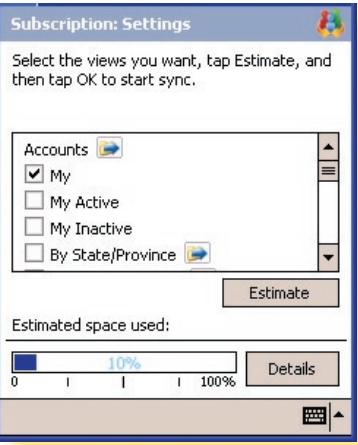 Subscription: Settings
Select the views you want, tap Estimate, and
then tap OK to start sync.
Accounts
My
My Active
My Inactive
By State/Province
Estimate
Estimated space used:
10%
0 100%
Details